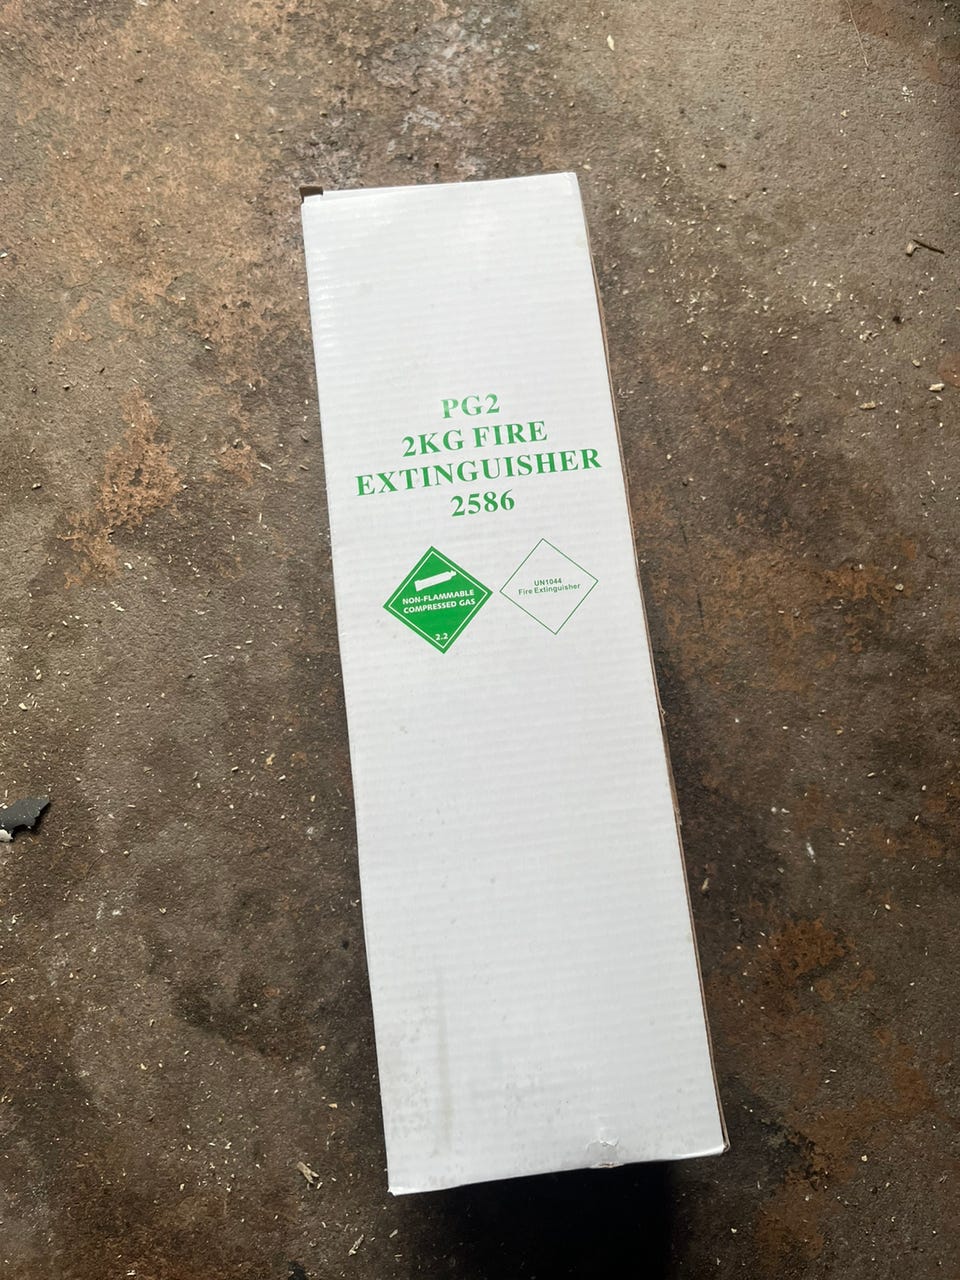 PG2
2KG FIRE
EXTINGUISHER
2586
NON-FLAMMABLE
COMPRESSED GAS
2.2
UN1044
Fire Extinguisher